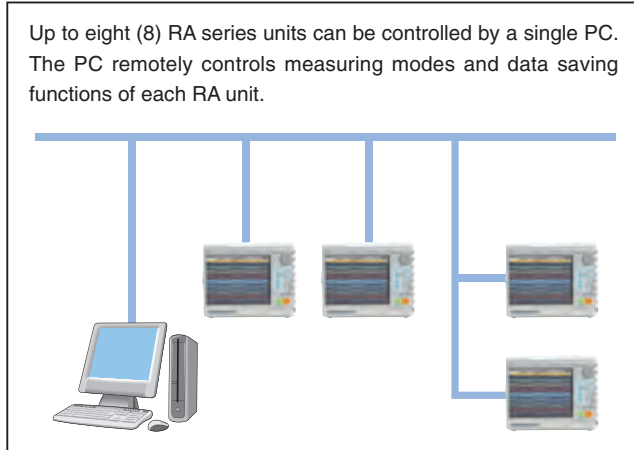 Up to eight (8) RA series units can be controlled by a single PC.
The PC remotely controls measuring modes and data saving
functions of each RA unit.